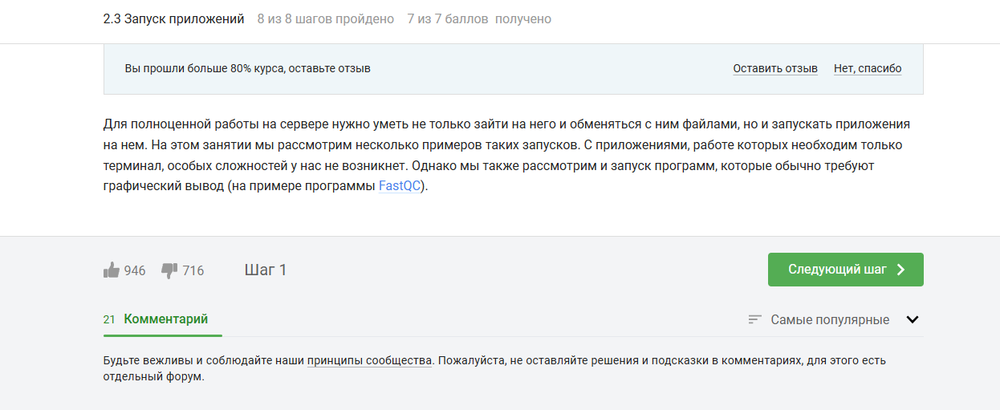 2.3 Запуск приложений 8 из 8 шагов пройдено 7 из 7 баллов получено
Вы прошли больше 80% курса, оставьте отзыв Оставить отзыв Нет, спасибо
Для полноценной работы на сервере нужно уметь не только зайти на него и обменяться с ним файлами, но и запускать приложения
на нем. На этом занятии мы рассмотрим несколько примеров таких запусков. С приложениями, работе которых необходим только
терминал, особых сложностей у нас не возникнет. Однако мы также рассмотрим и запуск программ, которые обычно требуют
графический вывод (на примере программы FastQC).
946 716 Шаг 1 Следующий шаг
21 Комментарий Самые популярные
Будьте вежливы и соблюдайте наши принципы сообщества. Пожалуйста, не оставляйте решения и подсказки в комментариях, для этого есть
отдельный форум.